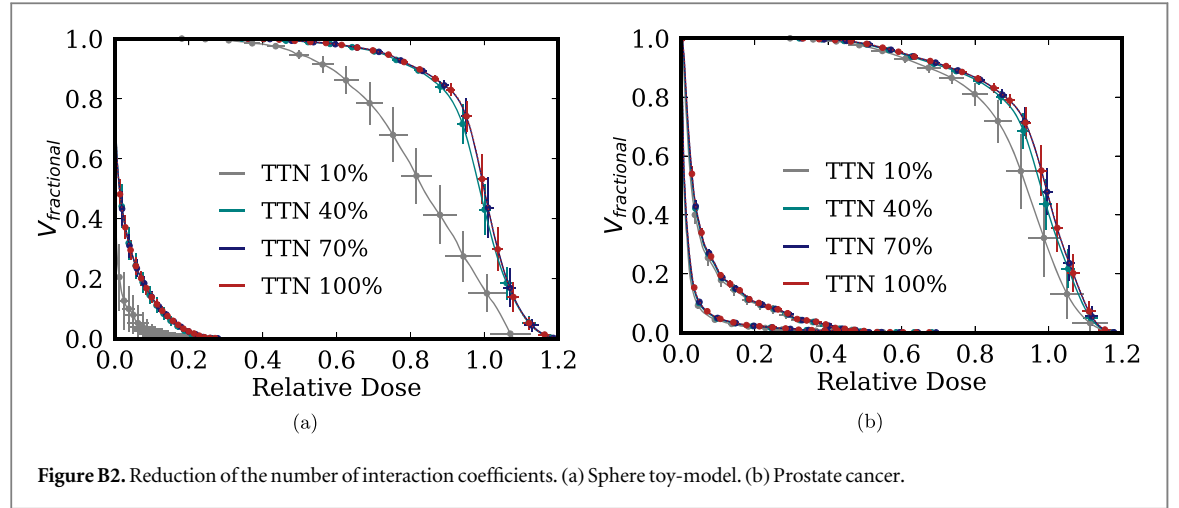 1.0
0.8
0.6
0.4
0.2
0.0
V fractional
TTN 10%
TTN 40%
TTN 70%
TTN 100%
0.0 0.2 0.4 0.6 0.8 1.0 1.2
Relative Dose
(a)
1.0
0.8
0.6
0.4
0.2
0.0
V fractional
TTN 10%
TTN 40%
TTN 70%
TTN 100%
0.0 0.2 0.4 0.6 0.8 1.0 1.2
Relative Dose
(b)
Figure B2. Reduction of the number of interaction coefficients. (a) Sphere toy-model. (b) Prostate cancer.